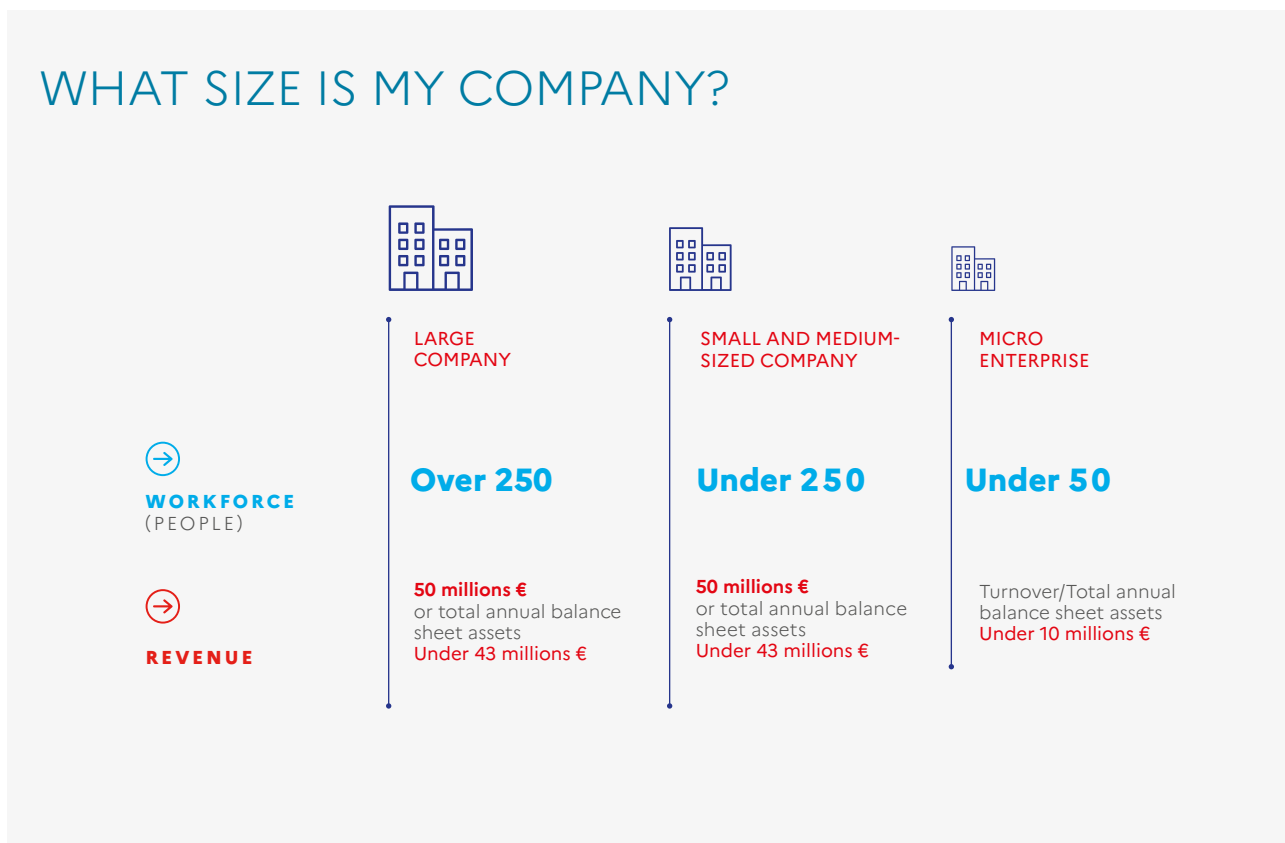 WHAT SIZE IS MY COMPANY?
LARGE
COMPANY
SMALL AND MEDIUM-
SIZED COMPANY
MICRO
ENTERPRISE
WORKFORCE
(PEOPLE)
Over 250
Under 250
Under 50
REVENUE
50 millions €
or total annual balance
sheet assets
Under 43 millions €
50 millions €
or total annual balance
sheet assets
Under 43 millions €
Turnover/Total annual
balance sheet assets
Under 10 millions €